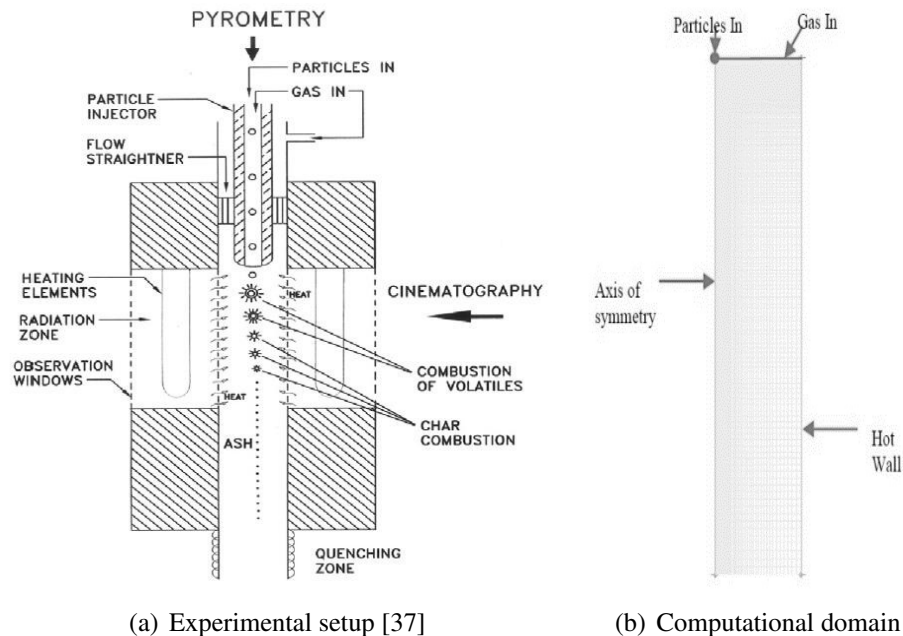 PYROMETRY
PARTICLES IN
GAS IN
PARTICLE
INJECTOR
FLOW
STRAIGHTNER
HEATING
ELEMENTS
RADIATION
ZONE
OBSERVATION
WINDOWS
HEAT
CINEMATOGRAPHY
COMBUSTION
OF VOLATILES
HEAT
CHAR
COMBUSTION
ASH
QUENCHING
ZONE
(a) Experimental setup [37]
Particles In
Gas In
Axis of
symmetry
Hot
Wall
(b) Computational domain